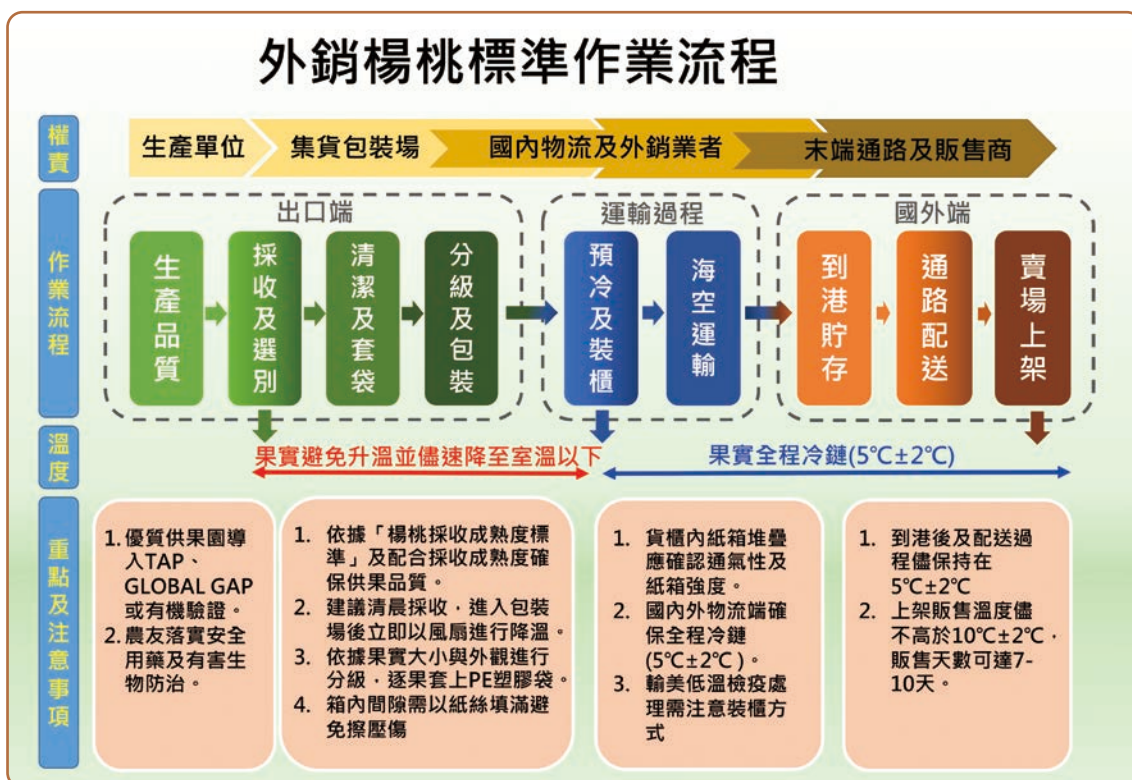 外銷楊桃標準作業流程
權責
生產單位
集貨包裝場
國內物流及外銷業者
末端通路及販售商
作業流程
出口端
生產品質
採收及選別
清潔及套袋
分級及包裝
運輸過程
預冷及裝櫃
海空運輸
國外端
到港貯存
通路配送
賣場上架
溫度
果實避免升溫並儘速降至室溫以下
果實全程冷鏈(5℃±2℃)
重點及注意事項
1. 優質供果園導
入TAP、
GLOBAL GAP
或有機驗證。
2. 農友落實安全
用藥及有害生
物防治。
1. 依據「楊桃採收成熟度標
準」及配合採收成熟度確
保供果品質。
2. 建議清晨採收，進入包裝
場後立即以風扇進行降溫。
3. 依據果實大小與外觀進行
分級，逐果套上PE塑膠袋。
4. 箱內間隙需以紙絲填滿避
免擦壓傷
1. 貨櫃內紙箱堆疊
應確認通氣性及
紙箱強度。
2. 國內外物流端確
保全程冷鏈
(5℃±2℃)。
3. 輸美低溫檢疫處
理需注意裝櫃方
式
1. 到港後及配送過
程儘保持在
5℃±2℃
2. 上架販售溫度儘
不高於10℃±2℃，
販售天數可達7-
10天。